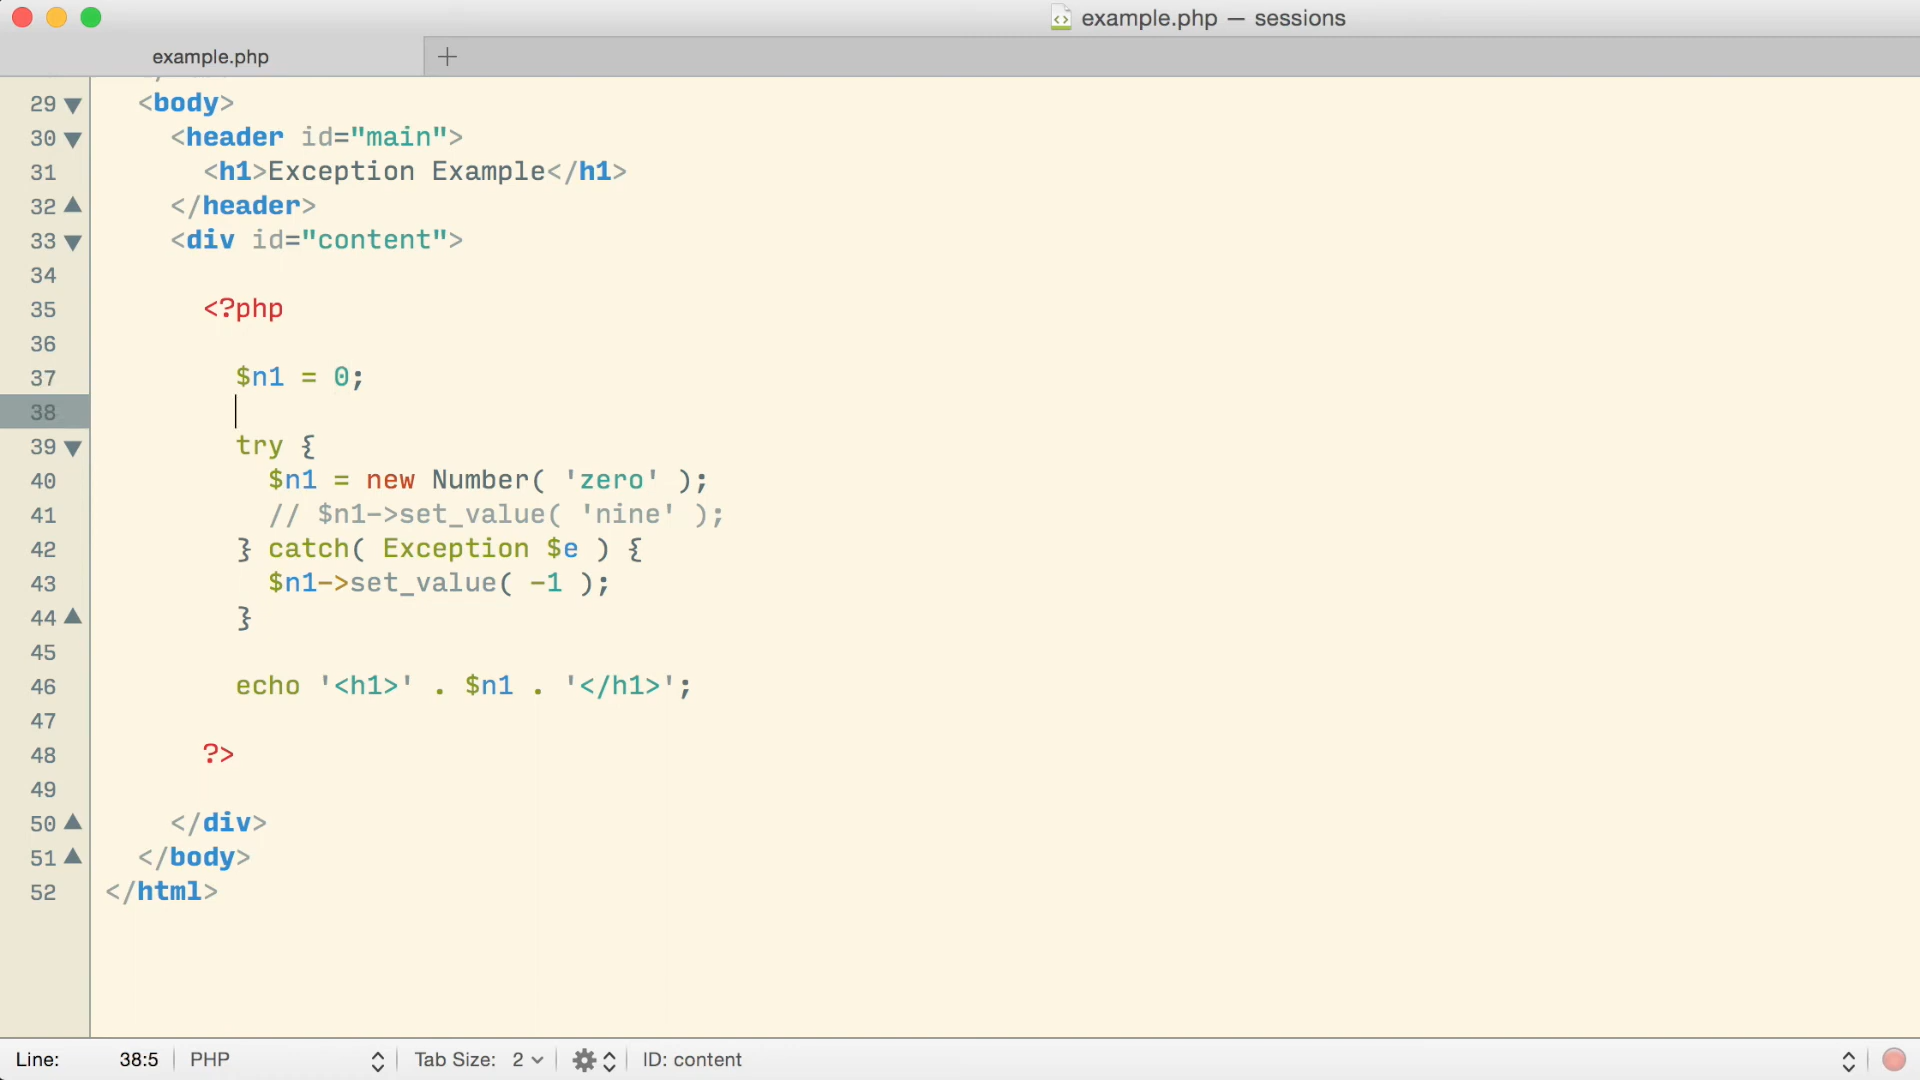 example.php — sessions
example.php
29 <body>
30 <header id="main">
31 <h1>Exception Example</h1>
32 </header>
33 <div id="content">
34
35 <?php
36
37 $n1 = 0;
38
39 try {
40 $n1 = new Number( 'zero' );
41 // $n1->set_value( 'nine' );
42 } catch( Exception $e ) {
43 $n1->set_value( -1 );
44 }
45
46 echo '<h1>' . $n1 . '</h1>';
47
48 ?>
49
50 </div>
51 </body>
52 </html>
Line: 38:5 PHP Tab Size: 2 ID: content